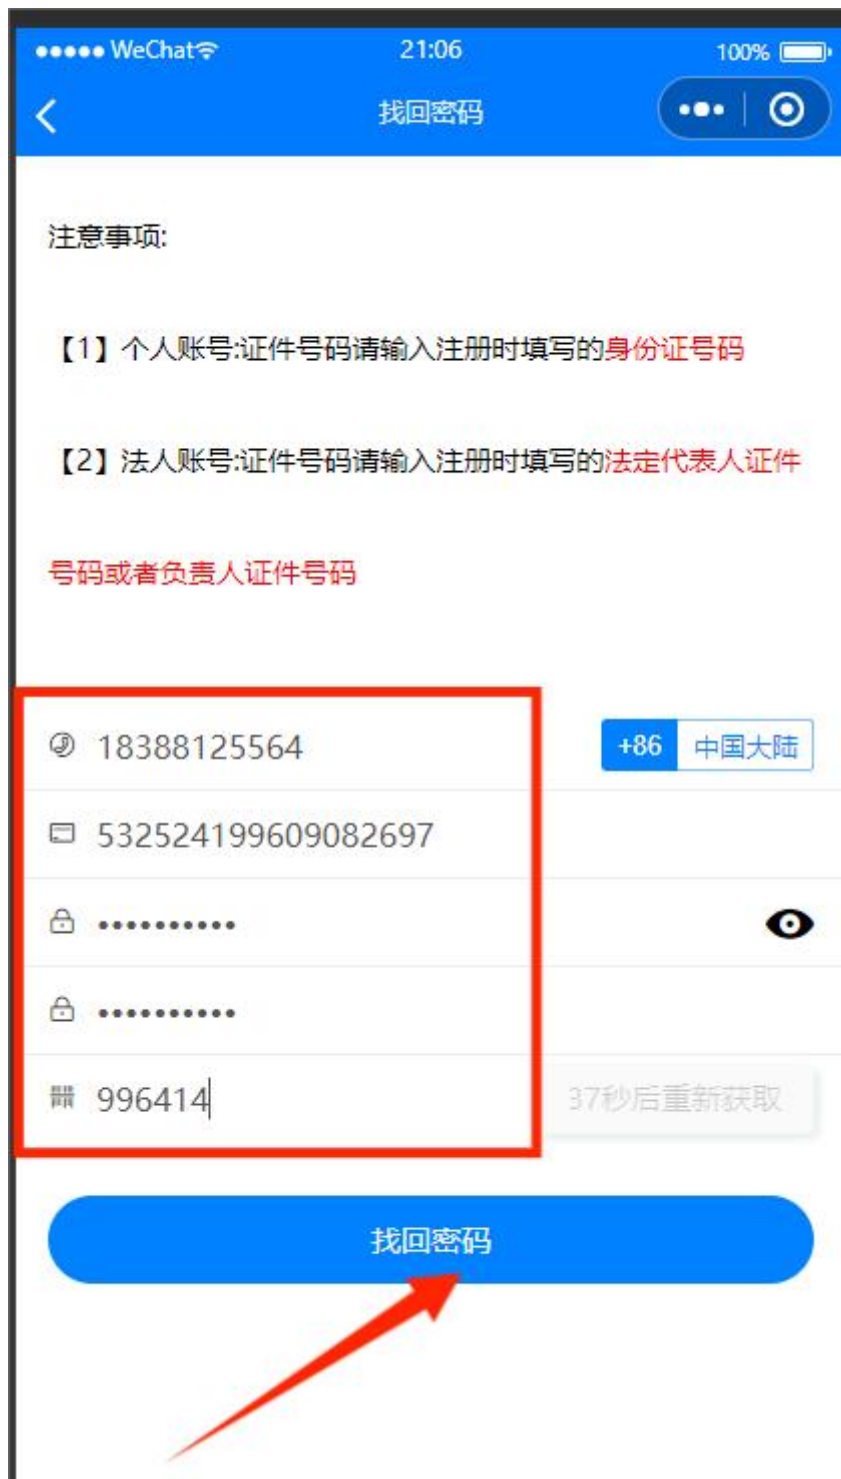 WeChat 21:06 100%
找回密码
注意事项:
【1】个人账号:证件号码请输入注册时填写的身份证号码
【2】法人账号:证件号码请输入注册时填写的法定代表人证件
号码或者负责人证件号码
18388125564 +86 中国大陆
532524199609082697
••••••••••
••••••••••
996414 37秒后重新获取
找回密码